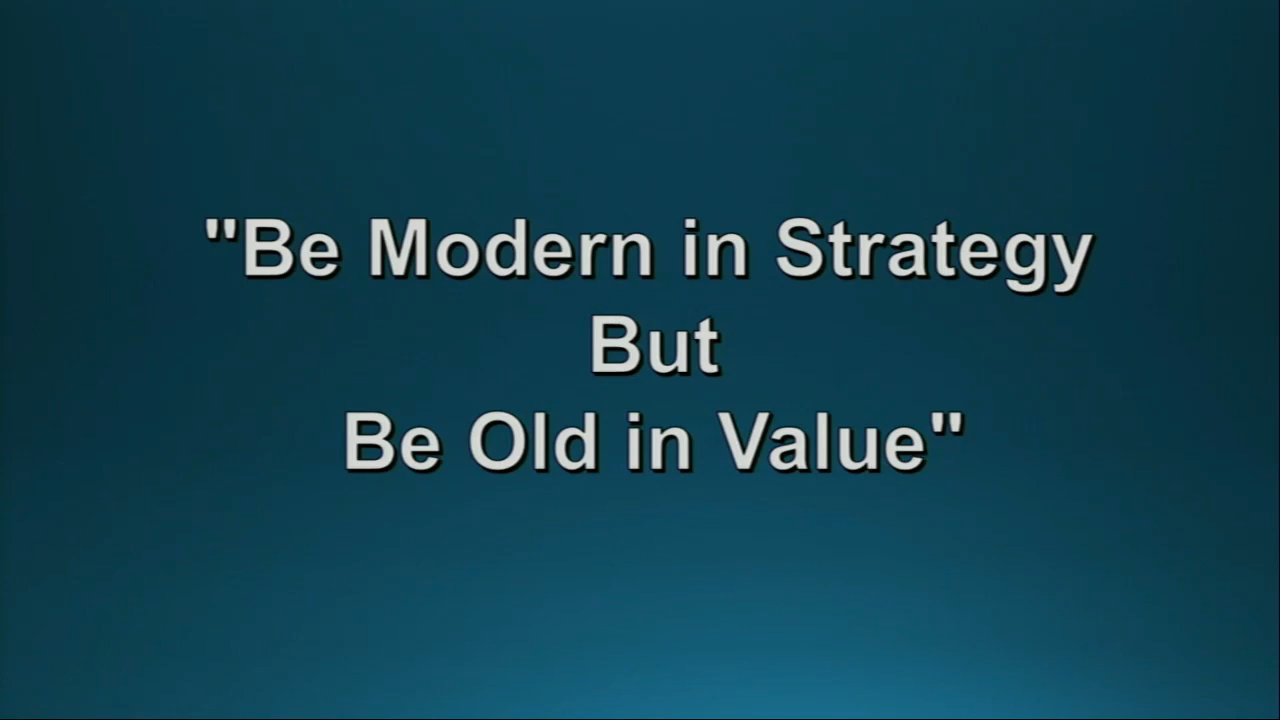 "Be Modern in Strategy
But
Be Old in Value"